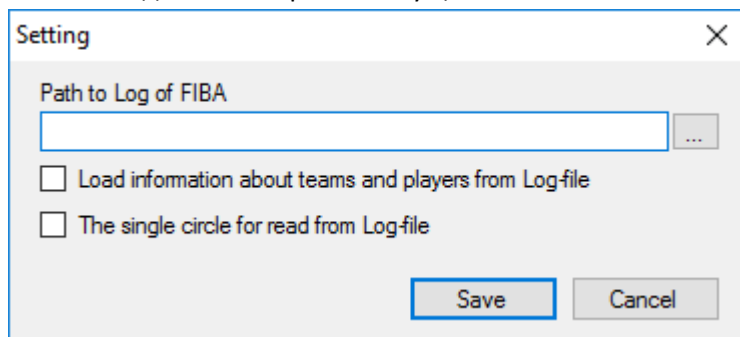 Setting
Path to Log of FIBA
...
Load information about teams and players from Log-file
The single circle for read from Log-file
Save
Cancel